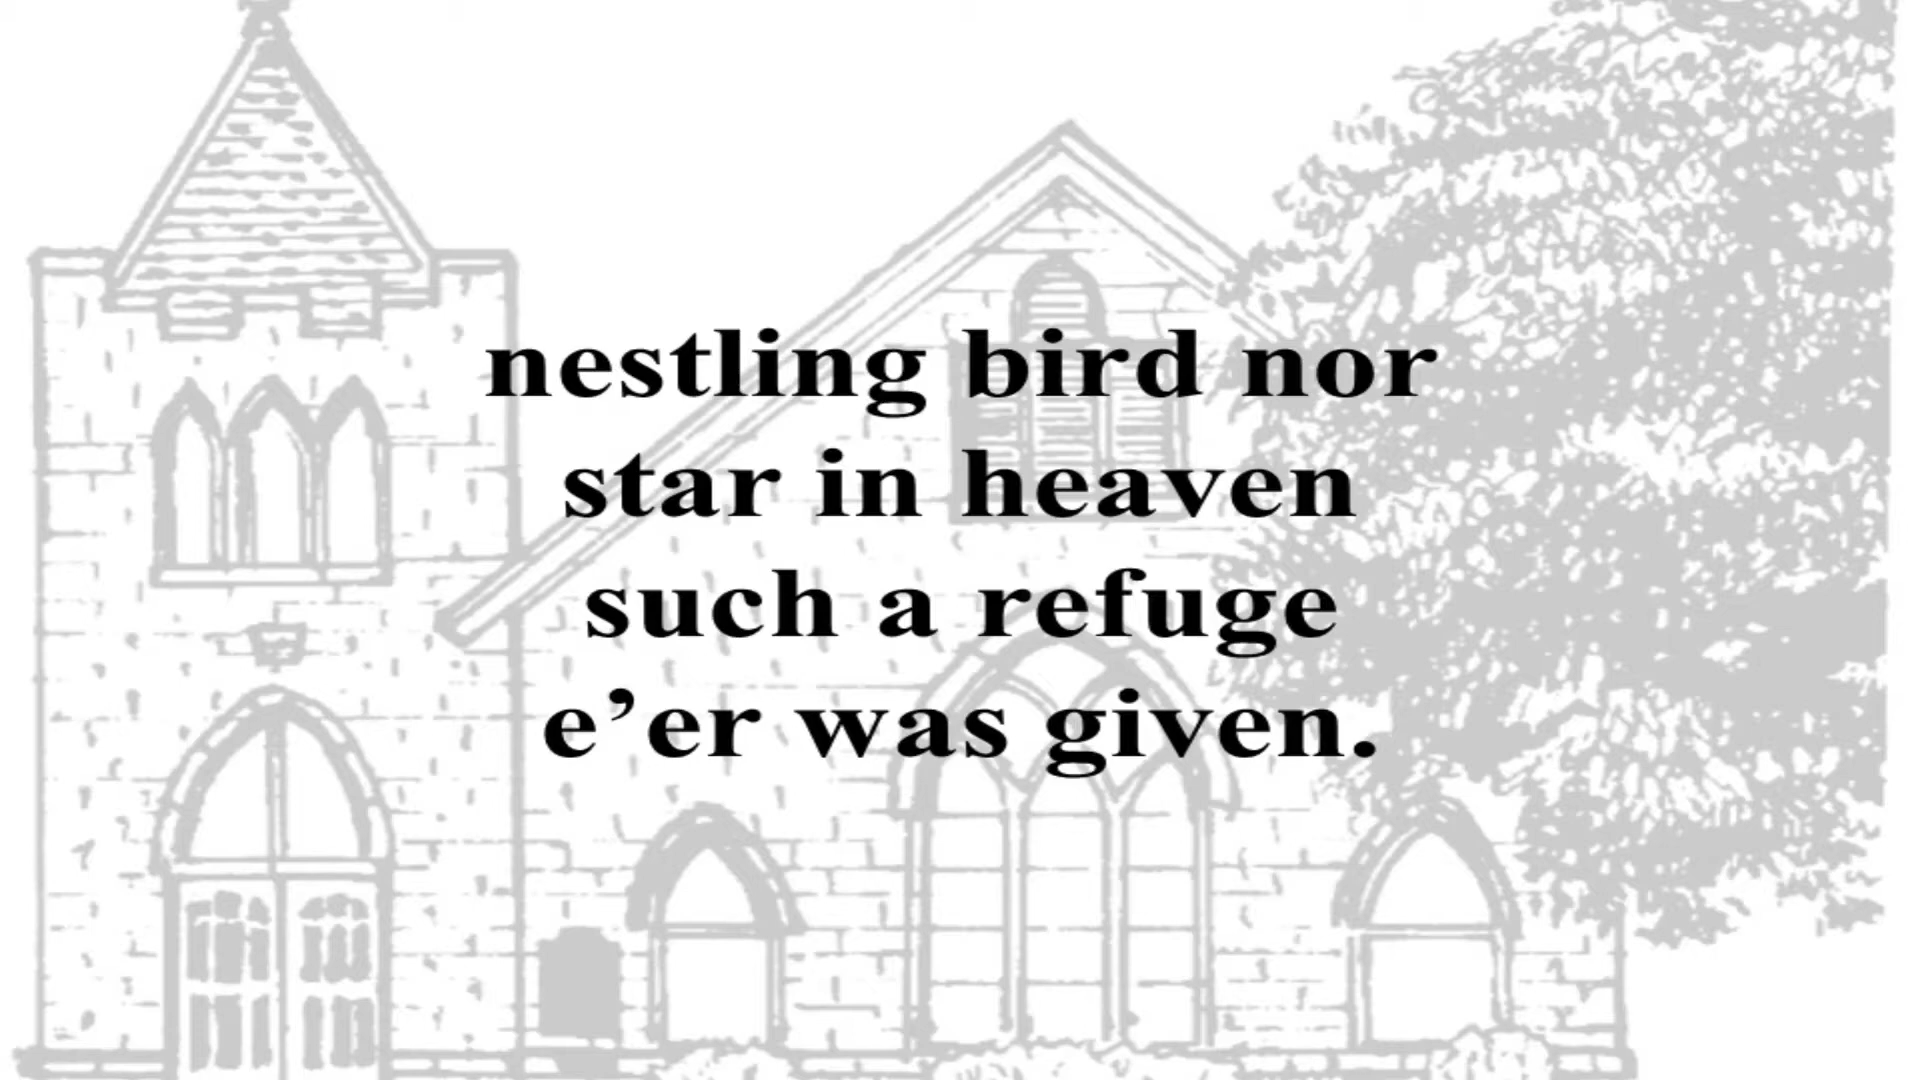 nestling bird nor
star in heaven
such a refuge
e’er was given.